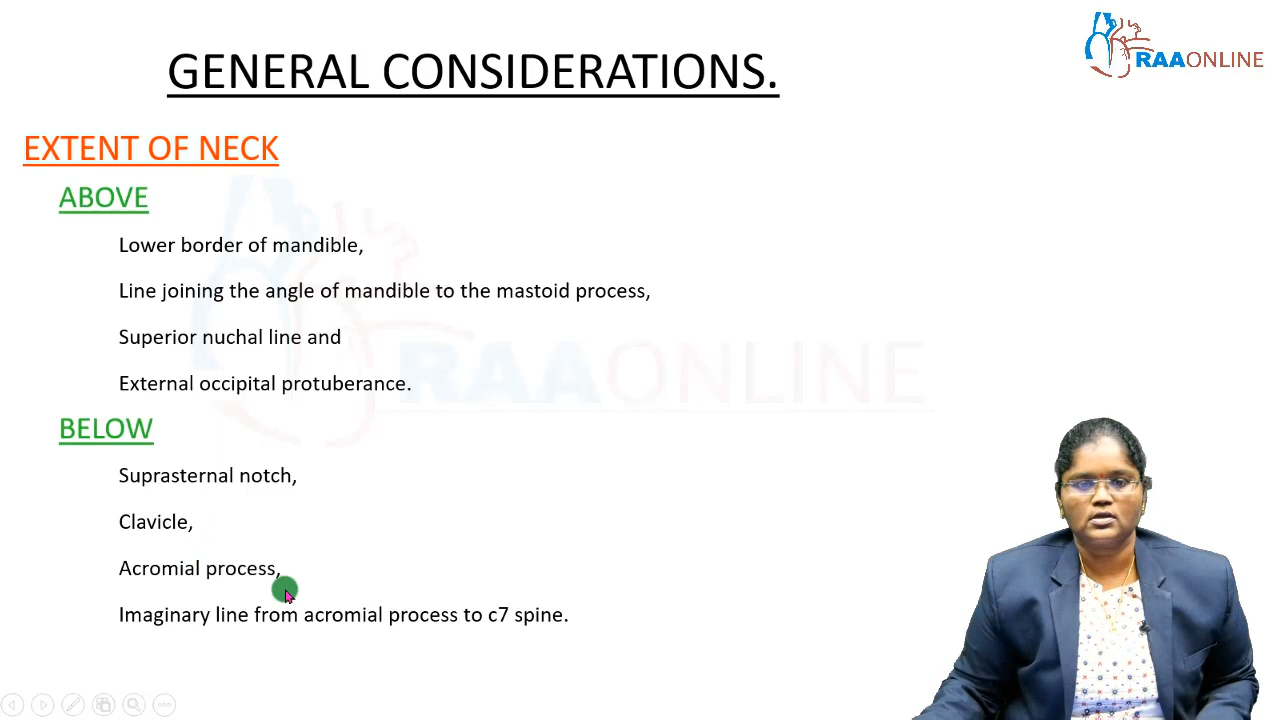 RAAONLINE
GENERAL CONSIDERATIONS.
EXTENT OF NECK
ABOVE
Lower border of mandible,
Line joining the angle of mandible to the mastoid process,
Superior nuchal line and
External occipital protuberance.
RAAONLINE
BELOW
Suprasternal notch,
Clavicle,
Acromial process,
Imaginary line from acromial process to c7 spine.